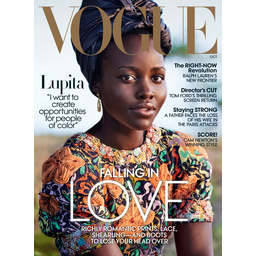 VOGUE
OCT
The RIGHT-NOW
Revolution
RALPH LAUREN'S
NEW FRONTIER
Director's CUT
TOM FORD'S THRILLING
SCREEN RETURN
Staying STRONG
A FATHER FACES THE LOSS
OF HIS WIFE IN
THE PARIS ATTACKS
SCORE!
CAM NEWTON'S
WINNING STYLE
Lupita
"I want to
create
opportunities
for people
of color"
FALLING IN
LOVE
RICHLY ROMANTIC PRINTS, LACE,
SHEARLING—AND BOOTS
TO LOSE YOUR HEAD OVER